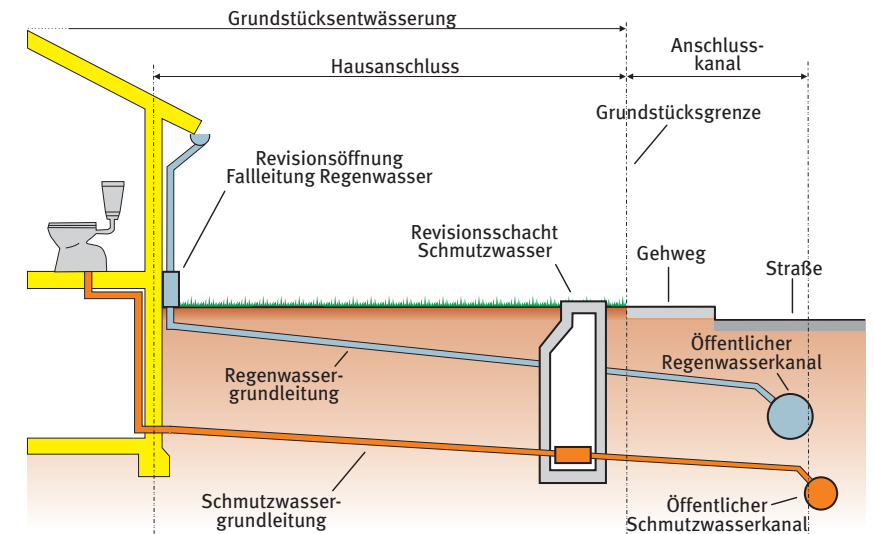 Grundstücksentwässerung
Anschluss-
kanal
Hausanschluss
Grundstücksgrenze
Revisionsöffnung
Fallleitung Regenwasser
Revisionsschacht
Schmutzwasser
Gehweg
Straße
Öffentlicher
Regenwasserkanal
Regenwasser-
grundleitung
Schmutzwasser-
grundleitung
Öffentlicher
Schmutzwasserkanal